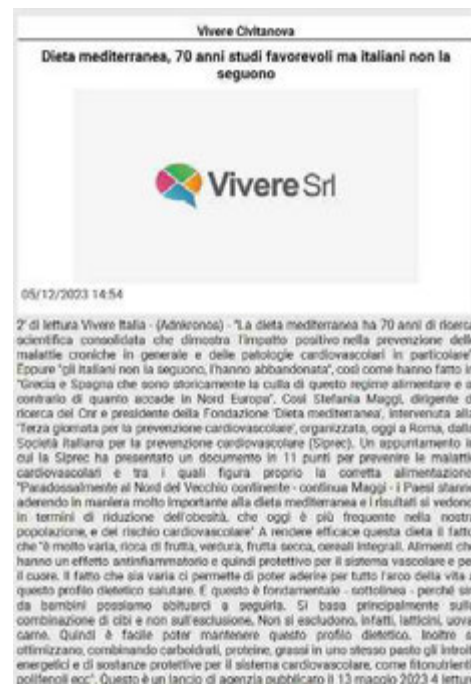 Vivere Civitanova
Dieta mediterranea, 70 anni studi favorevoli ma italiani non la
seguono
Vivere Srl
05/12/2023 14:54
2' di lettura Vivere Italia - (Adnkronos) - "La dieta mediterranea ha 70 anni di ricerc
scientifica consolidata che dimostra l'impatto positivo nella prevenzione dell
malattie croniche in generale e delle patologie cardiovascolari in particolare
Eppure "gli italiani non la seguono, l'hanno abbandonata", così come hanno fatto in
"Grecia e Spagna che sono storicamente la culla di questo regime alimentare e a
contrario di quanto accade in Nord Europa". Così Stefania Maggi, dirigente d
ricerca del Cnr e presidente della Fondazione 'Dieta mediterranea', intervenuta all
'Terza giornata per la prevenzione cardiovascolare', organizzata, oggi a Roma, dalla
Società italiana per la prevenzione cardiovascolare (Siprec). Un appuntamento in
cui la Siprec ha presentato un documento in 11 punti per prevenire le malatti
cardiovascolari e tra i quali figura proprio la corretta alimentazione
"Paradossalmente al Nord del Vecchio continente - continua Maggi - i Paesi stann
aderendo in maniera molto importante alla dieta mediterranea e i risultati si vedon
in termini di riduzione dell'obesità, che oggi è più frequente nella nostra
popolazione, e del rischio cardiovascolare" A rendere efficace questa dieta il fatto
che "è molto varia, ricca di frutta, verdura, frutta secca, cereali integrali. Alimenti che
hanno un effetto antinfiammatorio e quindi protettivo per il sistema vascolare e per
il cuore. Il fatto che sia varia ci permette di poter aderire per tutto l'arco della vita a
questo profilo dietetico salutare. E questo è fondamentale - sottolinea - perché sin
da bambini possiamo abituarci a seguirla. Si basa principalmente sull
combinazione di cibi e non sull'esclusione. Non si escludono, infatti, latticini, uova
carne. Quindi è facile poter mantenere questo profilo dietetico. Inoltre s
ottimizzano, combinando carboidrati, proteine, grassi in uno stesso pasto gli introit
energetici e di sostanze protettive per il sistema cardiovascolare, come fitonutrient
polifenoli ecc". Questo è un lancio di agenzia pubblicato il 13 maggio 2023 4 lettur